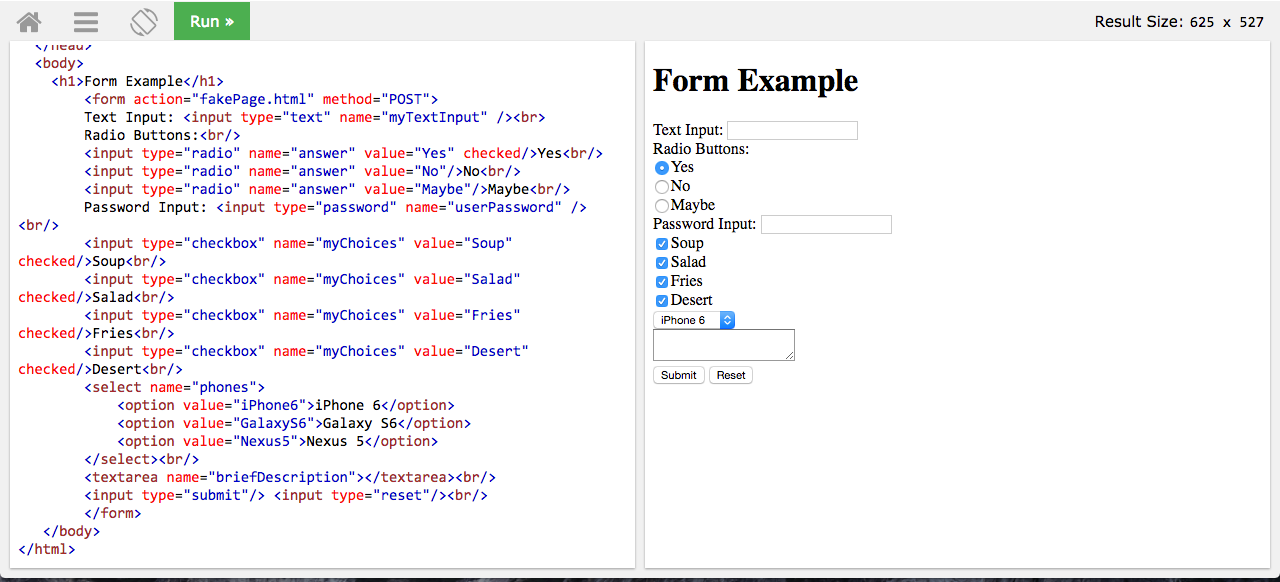 Run »
Result Size: 625 x 527
</head>
<body>
<h1>Form Example</h1>
<form action="fakePage.html" method="POST">
Text Input: <input type="text" name="myTextInput" /><br>
Radio Buttons:<br/>
<input type="radio" name="answer" value="Yes" checked/>Yes<br/>
<input type="radio" name="answer" value="No"/>No<br/>
<input type="radio" name="answer" value="Maybe"/>Maybe<br/>
Password Input: <input type="password" name="userPassword" />
<br/>
<input type="checkbox" name="myChoices" value="Soup"
checked/>Soup<br/>
<input type="checkbox" name="myChoices" value="Salad"
checked/>Salad<br/>
<input type="checkbox" name="myChoices" value="Fries"
checked/>Fries<br/>
<input type="checkbox" name="myChoices" value="Desert"
checked/>Desert<br/>
<select name="phones">
<option value="iPhone6">iPhone 6</option>
<option value="GalaxyS6">Galaxy S6</option>
<option value="Nexus5">Nexus 5</option>
</select><br/>
<textarea name="briefDescription"></textarea><br/>
<input type="submit"/> <input type="reset"/><br/>
</form>
</body>
</html>
Form Example
Text Input:
Radio Buttons:
Yes
No
Maybe
Password Input:
Soup
Salad
Fries
Desert
iPhone 6
Submit Reset